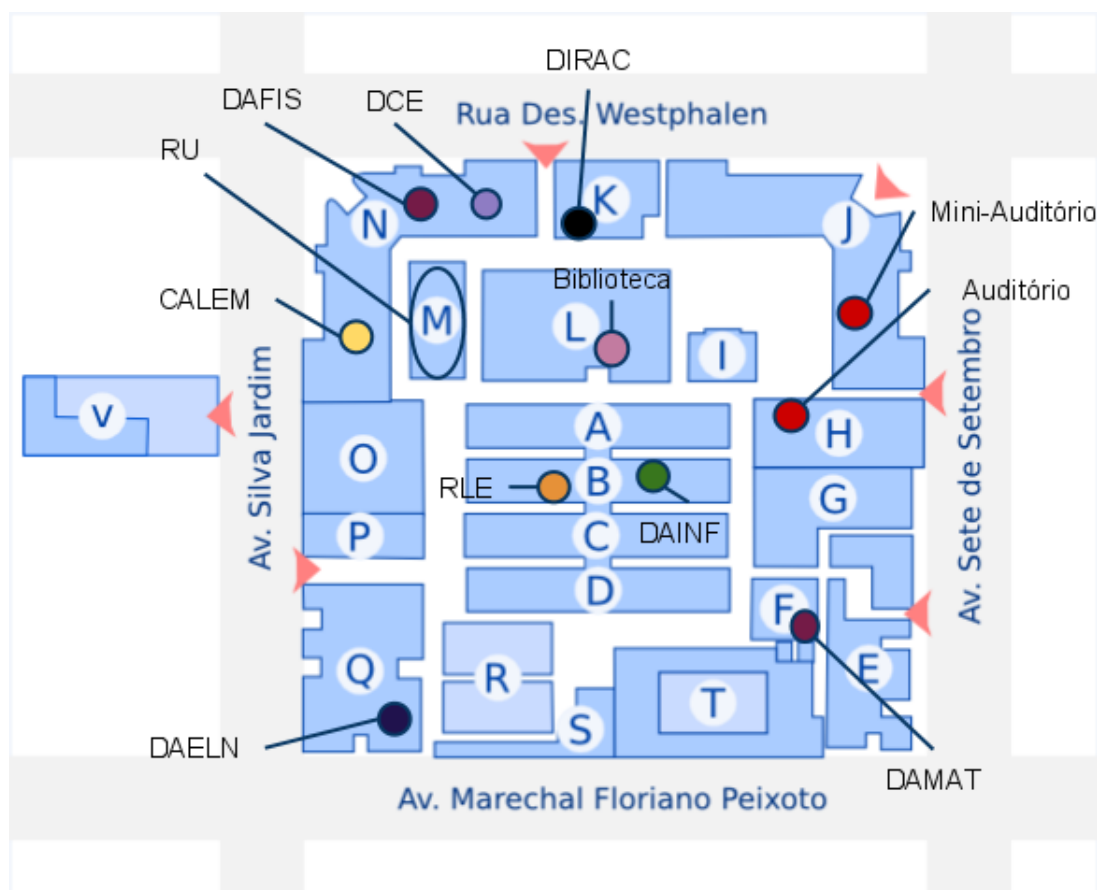 DIRAC
DAFIS
DCE
Rua Des. Westphalen
RU
K
N
J
Mini-Auditório
Biblioteca
Auditório
CALEM
M
L
I
V
Av. Silva Jardim
Av. Sete de Setembro
A
H
O
B
RLE
G
DAINF
P
C
D
F
Q
R
E
T
S
DAELN
DAMAT
Av. Marechal Floriano Peixoto